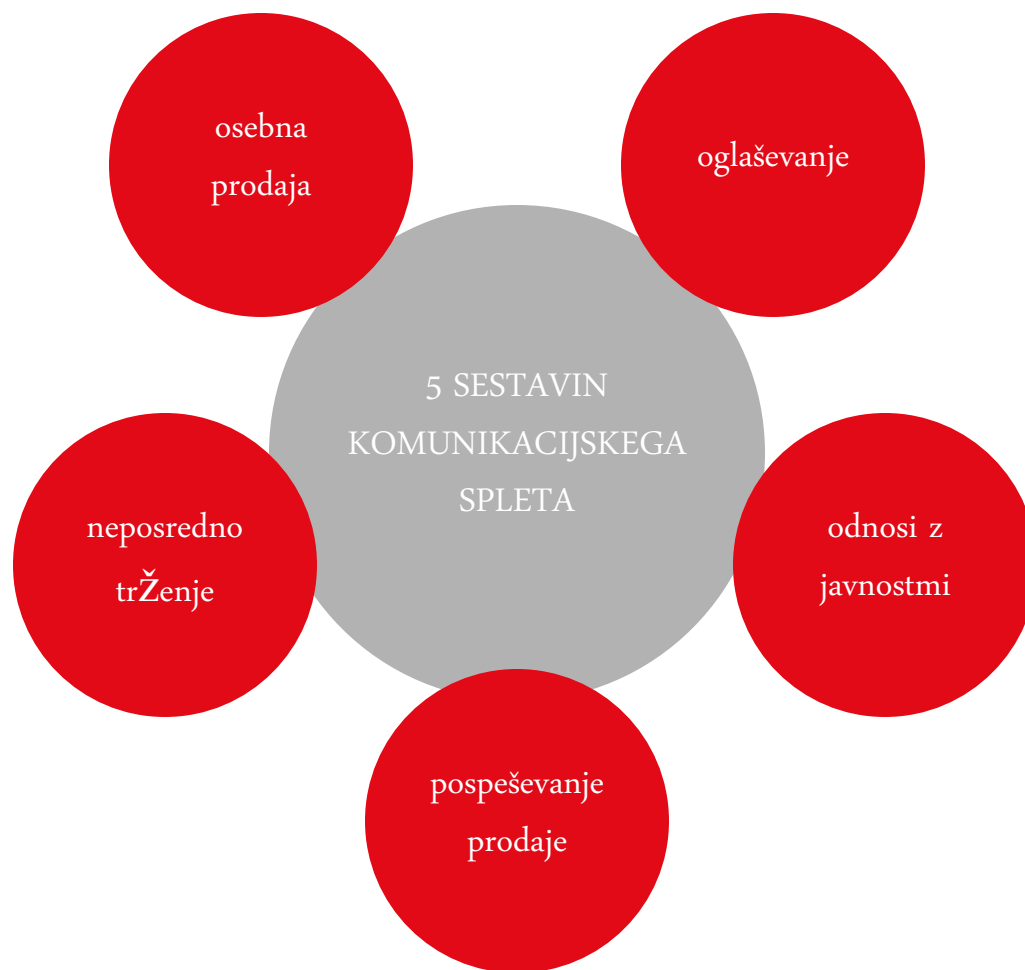 osebna
prodaja
oglaševanje
5 SESTAVIN
KOMUNIKACIJSKEGA
SPLETA
neposredno
trŽenje
odnosi z
javnostmi
pospeševanje
prodaje